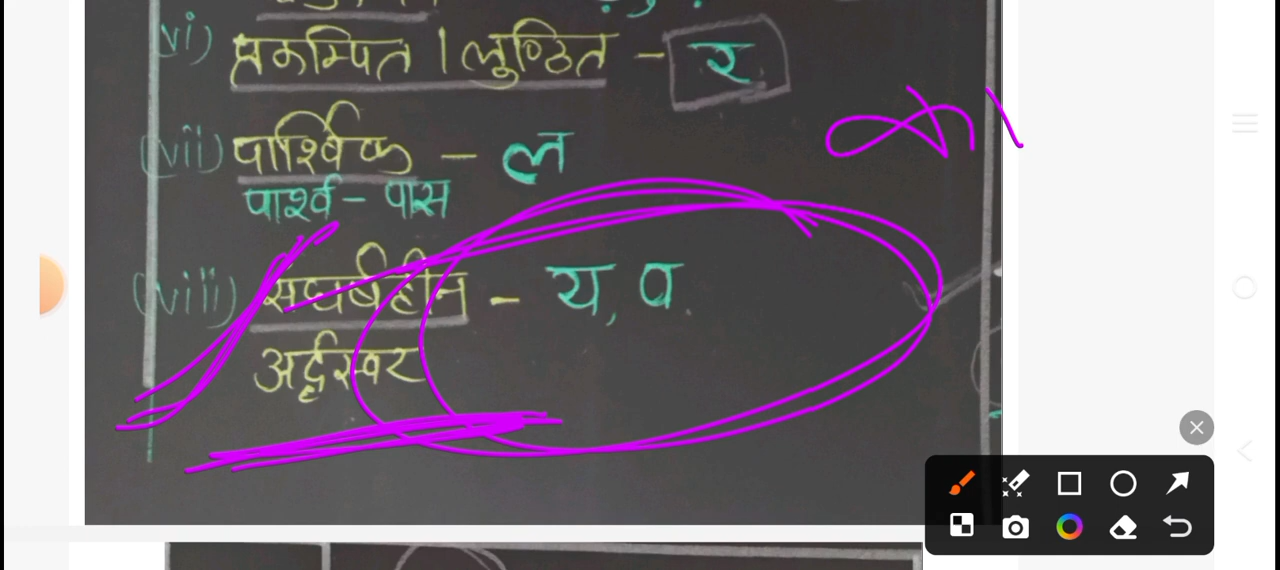 (vi) प्रकम्पित । लुण्ठित – र
(vii) पार्श्विक – ल
पार्श्व – पास
(viii) संघर्षहीन – य, व
अर्द्धस्वर